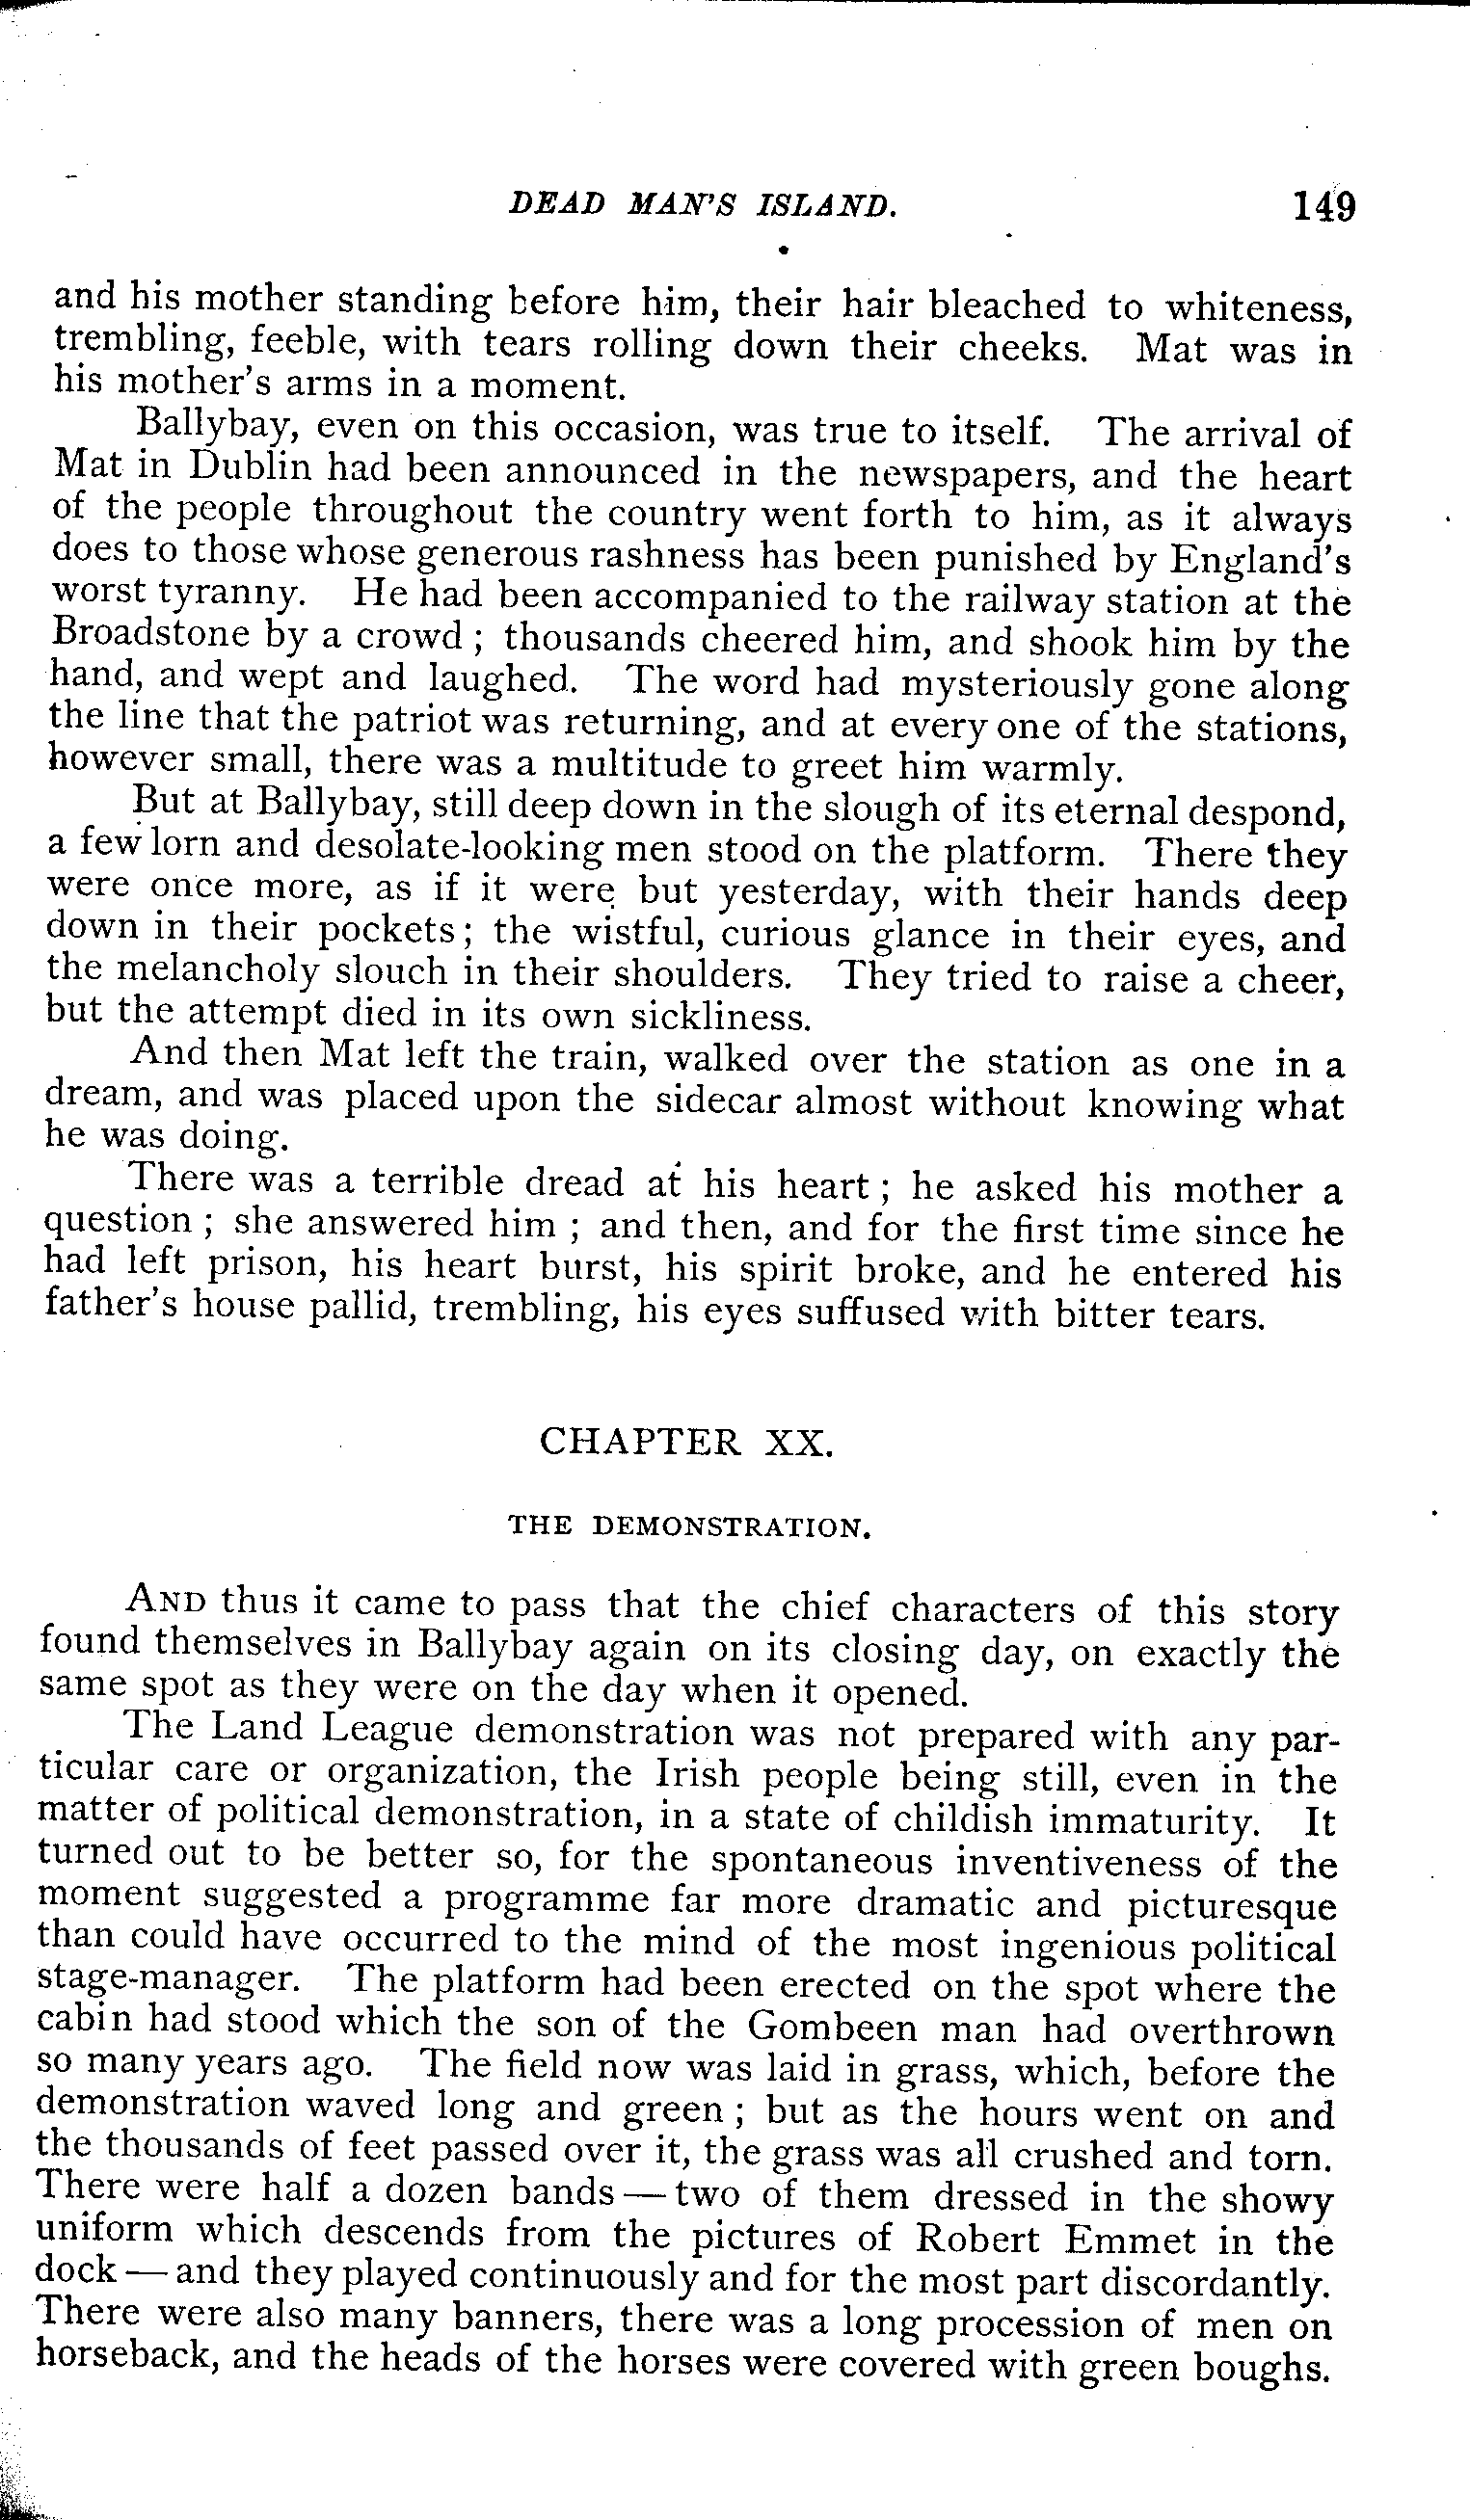 DEAD MAN'S ISLAND. 149
and his mother standing before him, their hair bleached to whiteness,
trembling, feeble, with tears rolling down their cheeks. Mat was in
his mother's arms in a moment.
Ballybay, even on this occasion, was true to itself. The arrival of
Mat in Dublin had been announced in the newspapers, and the heart
of the people throughout the country went forth to him, as it always
does to those whose generous rashness has been punished by England's
worst tyranny. He had been accompanied to the railway station at the
Broadstone by a crowd; thousands cheered him, and shook him by the
hand, and wept and laughed. The word had mysteriously gone along
the line that the patriot was returning, and at every one of the stations,
however small, there was a multitude to greet him warmly.
But at Ballybay, still deep down in the slough of its eternal despond,
a few lorn and desolate-looking men stood on the platform. There they
were once more, as if it were but yesterday, with their hands deep
down in their pockets; the wistful, curious glance in their eyes, and
the melancholy slouch in their shoulders. They tried to raise a cheer,
but the attempt died in its own sickliness.
And then Mat left the train, walked over the station as one in a
dream, and was placed upon the sidecar almost without knowing what
he was doing.
There was a terrible dread at his heart; he asked his mother a
question; she answered him; and then, and for the first time since he
had left prison, his heart burst, his spirit broke, and he entered his
father's house pallid, trembling, his eyes suffused with bitter tears.
CHAPTER XX.
THE DEMONSTRATION.
AND thus it came to pass that the chief characters of this story
found themselves in Ballybay again on its closing day, on exactly the
same spot as they were on the day when it opened.
The Land League demonstration was not prepared with any par-
ticular care or organization, the Irish people being still, even in the
matter of political demonstration, in a state of childish immaturity. It
turned out to be better so, for the spontaneous inventiveness of the
moment suggested a programme far more dramatic and picturesque
than could have occurred to the mind of the most ingenious political
stage-manager. The platform had been erected on the spot where the
cabin had stood which the son of the Gombeen man had overthrown
so many years ago. The field now was laid in grass, which, before the
demonstration waved long and green; but as the hours went on and
the thousands of feet passed over it, the grass was all crushed and torn.
There were half a dozen bands — two of them dressed in the showy
uniform which descends from the pictures of Robert Emmet in the
dock — and they played continuously and for the most part discordantly.
There were also many banners, there was a long procession of men on
horseback, and the heads of the horses were covered with green boughs.